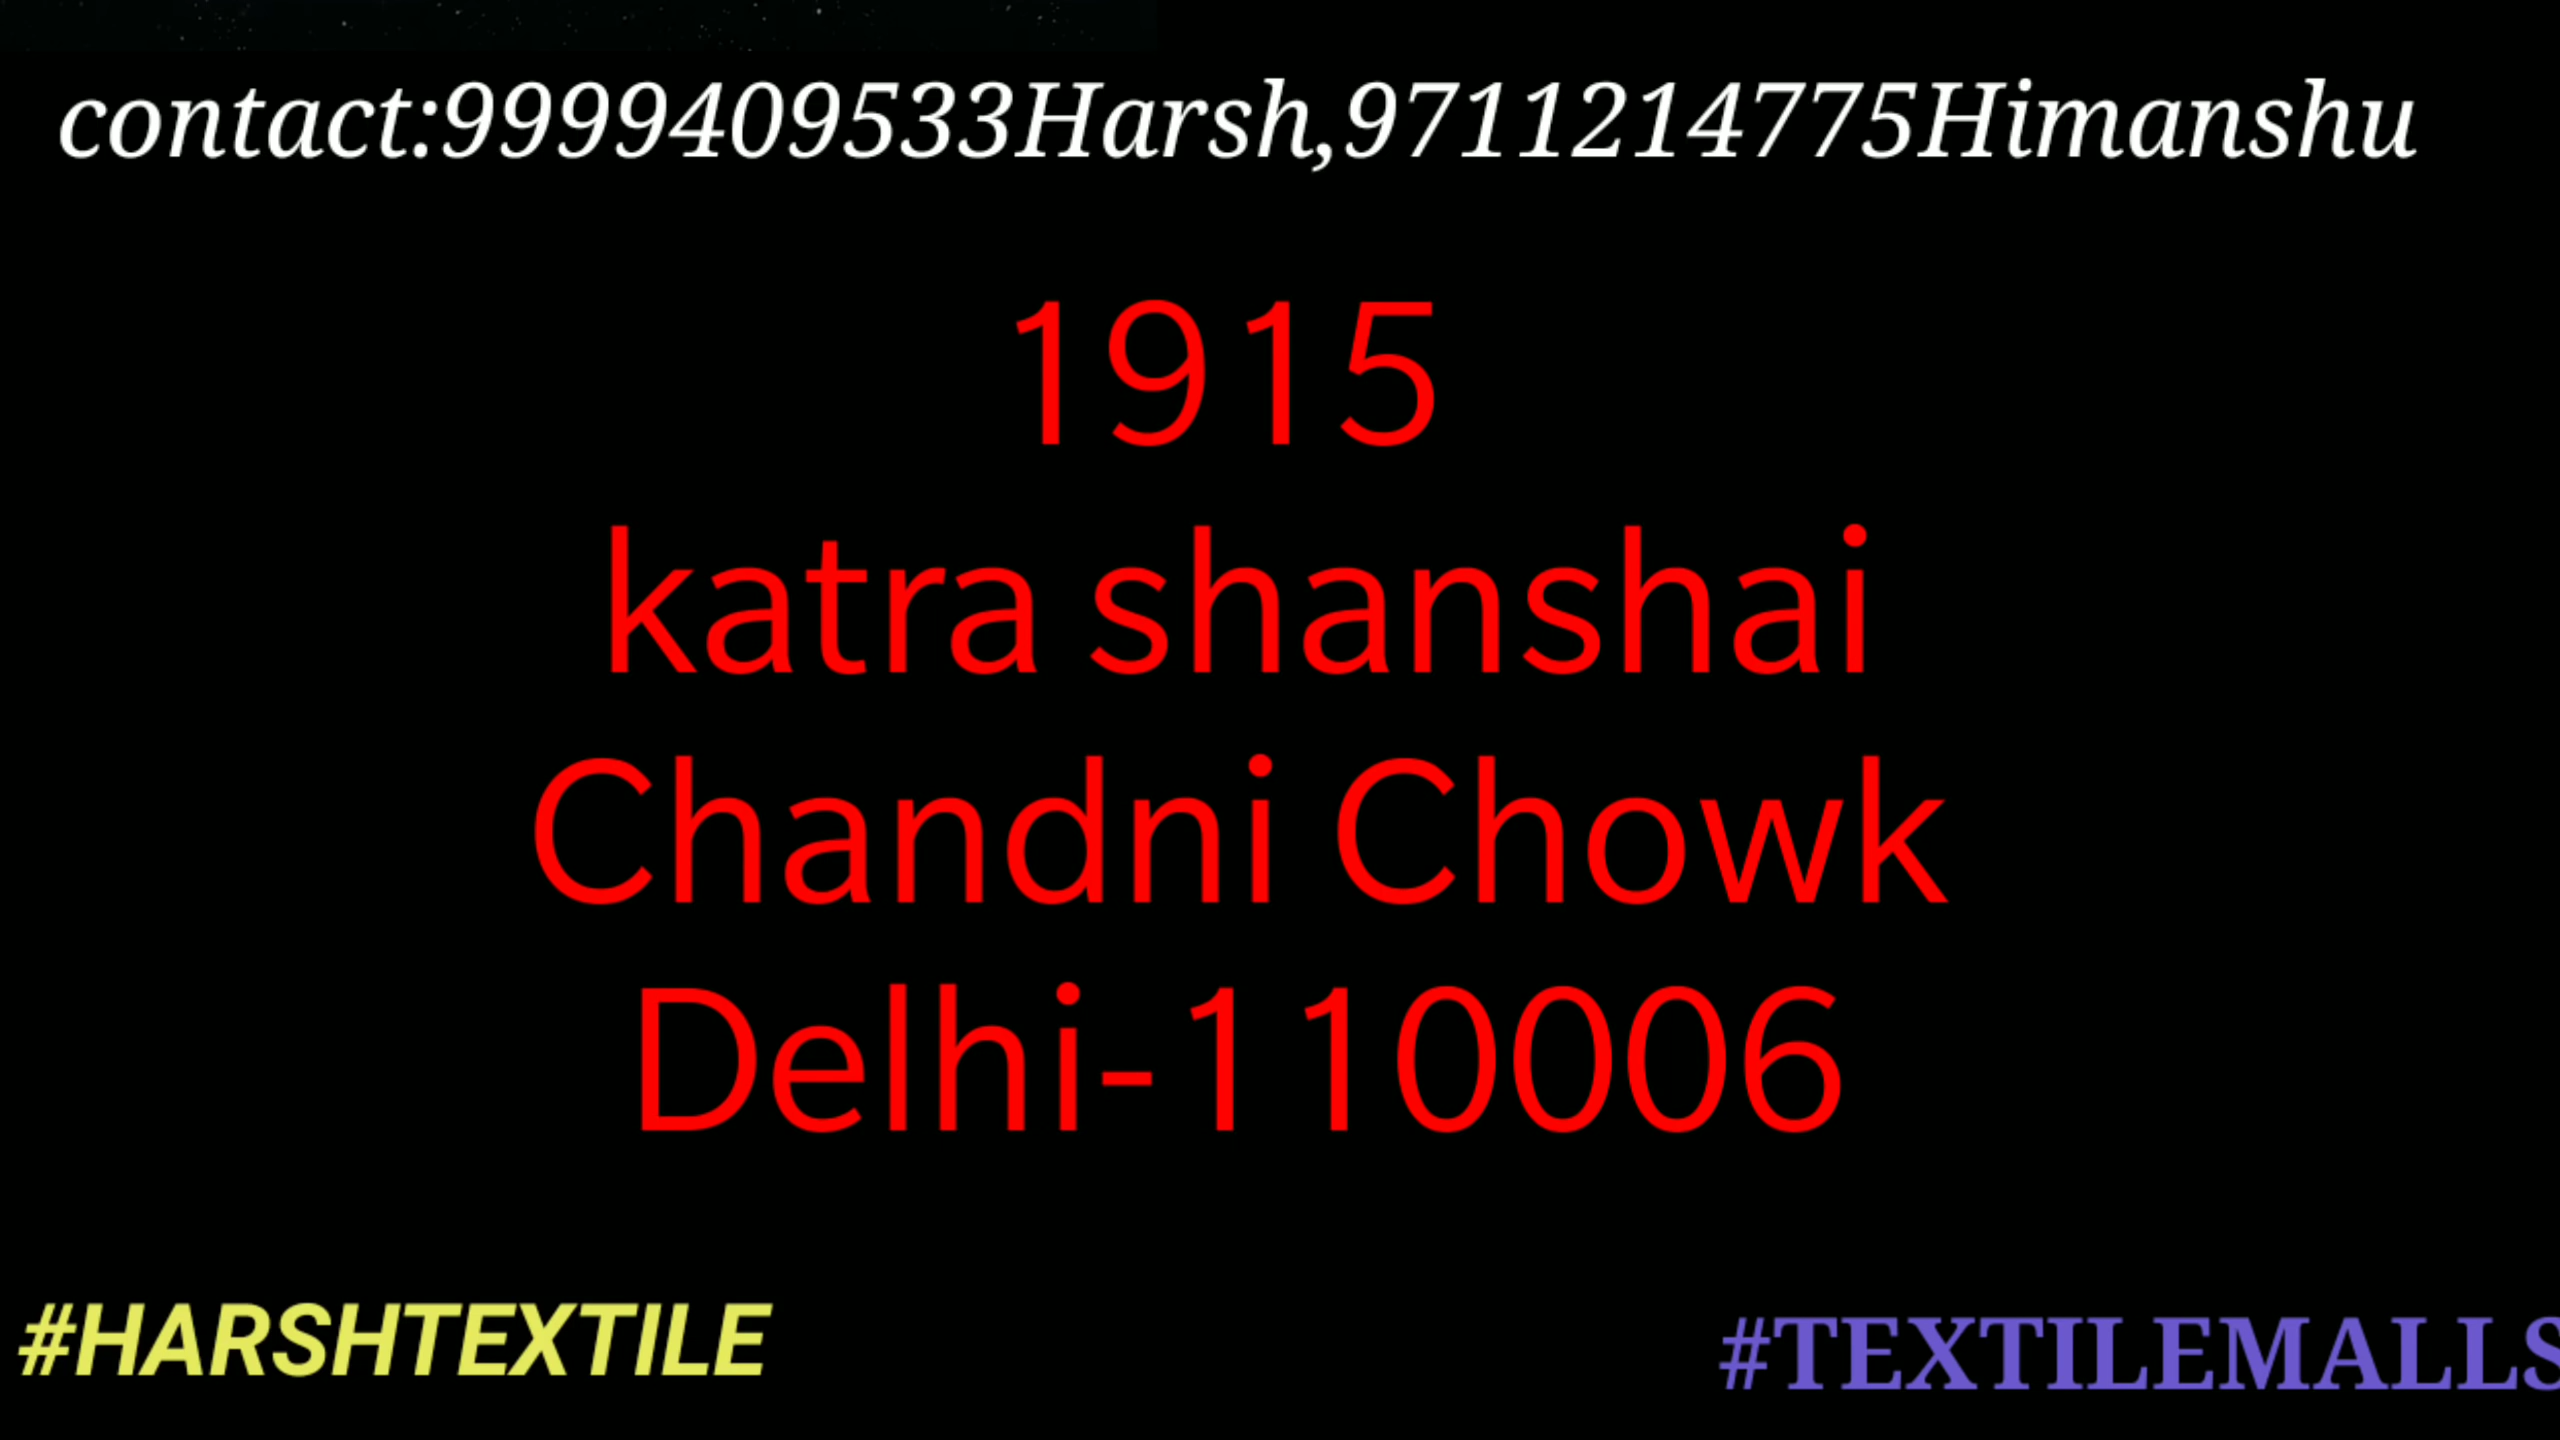 contact:9999409533Harsh,9711214775Himanshu
1915
katra shanshai
Chandni Chowk
Delhi-110006
#HARSHTEXTILE
#TEXTILEMALLS